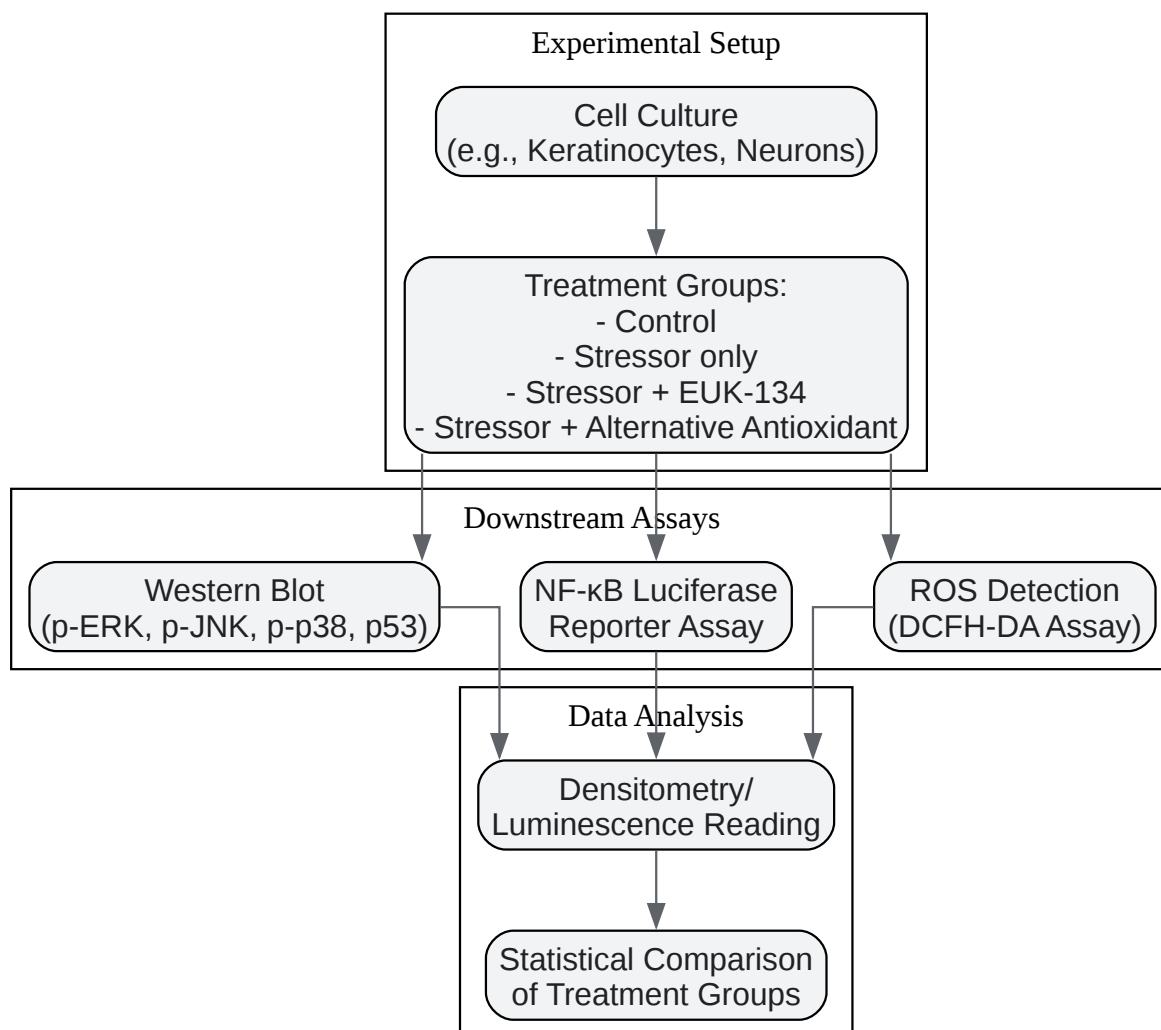 Experimental Setup
Cell Culture
(e.g., Keratinocytes, Neurons)
Treatment Groups:
- Control
- Stressor only
- Stressor + EUK-134
- Stressor + Alternative Antioxidant
Downstream Assays
Western Blot
(p-ERK, p-JNK, p-p38, p53)
NF-κB Luciferase
Reporter Assay
ROS Detection
(DCFH-DA Assay)
Data Analysis
Densitometry/
Luminescence Reading
Statistical Comparison
of Treatment Groups